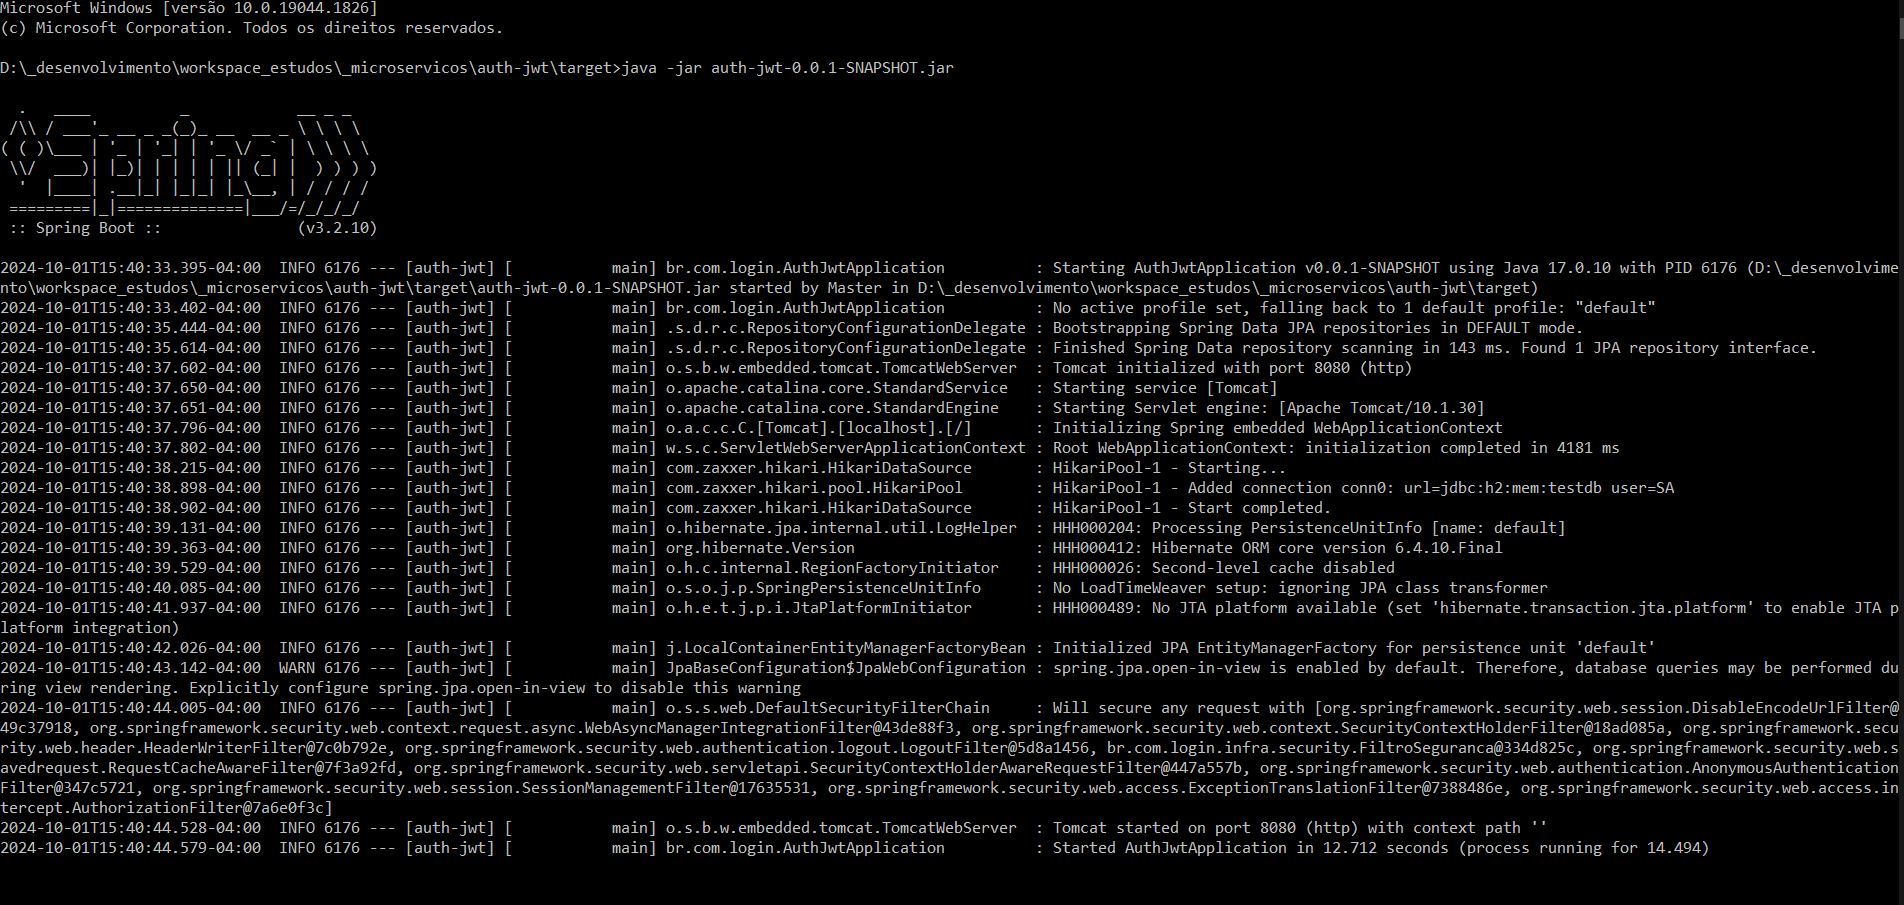 Microsoft Windows [versão 10.0.19044.1826]
(c) Microsoft Corporation. Todos os direitos reservados.

D:\_desenvolvimento\workspace_estudos\_microservicos\auth-jwt\target>java -jar auth-jwt-0.0.1-SNAPSHOT.jar

  .   ____          _            __ _ _
 /\\ / ___'_ __ _ _(_)_ __  __ _ \ \ \ \
( ( )\___ | '_ | '_| | '_ \/ _` | \ \ \ \
 \\/  ___)| |_)| | | | | || (_| |  ) ) ) )
  '  |____| .__|_| |_|_| |_\__, | / / / /
 =========|_|==============|___/=/_/_/_/
 :: Spring Boot ::               (v3.2.10)

2024-10-01T15:40:33.395-04:00  INFO 6176 --- [auth-jwt] [           main] br.com.login.AuthJwtApplication          : Starting AuthJwtApplication v0.0.1-SNAPSHOT using Java 17.0.10 with PID 6176 (D:\_desenvolvime
nto\workspace_estudos\_microservicos\auth-jwt\target\auth-jwt-0.0.1-SNAPSHOT.jar started by Master in D:\_desenvolvimento\workspace_estudos\_microservicos\auth-jwt\target)
2024-10-01T15:40:33.402-04:00  INFO 6176 --- [auth-jwt] [           main] br.com.login.AuthJwtApplication          : No active profile set, falling back to 1 default profile: "default"
2024-10-01T15:40:35.444-04:00  INFO 6176 --- [auth-jwt] [           main] .s.d.r.c.RepositoryConfigurationDelegate : Bootstrapping Spring Data JPA repositories in DEFAULT mode.
2024-10-01T15:40:35.614-04:00  INFO 6176 --- [auth-jwt] [           main] .s.d.r.c.RepositoryConfigurationDelegate : Finished Spring Data repository scanning in 143 ms. Found 1 JPA repository interface.
2024-10-01T15:40:37.602-04:00  INFO 6176 --- [auth-jwt] [           main] o.s.b.w.embedded.tomcat.TomcatWebServer  : Tomcat initialized with port 8080 (http)
2024-10-01T15:40:37.650-04:00  INFO 6176 --- [auth-jwt] [           main] o.apache.catalina.core.StandardService   : Starting service [Tomcat]
2024-10-01T15:40:37.651-04:00  INFO 6176 --- [auth-jwt] [           main] o.apache.catalina.core.StandardEngine    : Starting Servlet engine: [Apache Tomcat/10.1.30]
2024-10-01T15:40:37.796-04:00  INFO 6176 --- [auth-jwt] [           main] o.a.c.c.C.[Tomcat].[localhost].[/]       : Initializing Spring embedded WebApplicationContext
2024-10-01T15:40:37.802-04:00  INFO 6176 --- [auth-jwt] [           main] w.s.c.ServletWebServerApplicationContext : Root WebApplicationContext: initialization completed in 4181 ms
2024-10-01T15:40:38.215-04:00  INFO 6176 --- [auth-jwt] [           main] com.zaxxer.hikari.HikariDataSource       : HikariPool-1 - Starting...
2024-10-01T15:40:38.898-04:00  INFO 6176 --- [auth-jwt] [           main] com.zaxxer.hikari.pool.HikariPool        : HikariPool-1 - Added connection conn0: url=jdbc:h2:mem:testdb user=SA
2024-10-01T15:40:38.902-04:00  INFO 6176 --- [auth-jwt] [           main] com.zaxxer.hikari.HikariDataSource       : HikariPool-1 - Start completed.
2024-10-01T15:40:39.131-04:00  INFO 6176 --- [auth-jwt] [           main] o.hibernate.jpa.internal.util.LogHelper  : HHH000204: Processing PersistenceUnitInfo [name: default]
2024-10-01T15:40:39.363-04:00  INFO 6176 --- [auth-jwt] [           main] org.hibernate.Version                    : HHH000412: Hibernate ORM core version 6.4.10.Final
2024-10-01T15:40:39.529-04:00  INFO 6176 --- [auth-jwt] [           main] o.h.c.internal.RegionFactoryInitiator    : HHH000026: Second-level cache disabled
2024-10-01T15:40:40.085-04:00  INFO 6176 --- [auth-jwt] [           main] o.s.o.j.p.SpringPersistenceUnitInfo      : No LoadTimeWeaver setup: ignoring JPA class transformer
2024-10-01T15:40:41.937-04:00  INFO 6176 --- [auth-jwt] [           main] o.h.e.t.j.p.i.JtaPlatformInitiator       : HHH000489: No JTA platform available (set 'hibernate.transaction.jta.platform' to enable JTA p
latform integration)
2024-10-01T15:40:42.026-04:00  INFO 6176 --- [auth-jwt] [           main] j.LocalContainerEntityManagerFactoryBean : Initialized JPA EntityManagerFactory for persistence unit 'default'
2024-10-01T15:40:43.142-04:00  WARN 6176 --- [auth-jwt] [           main] JpaBaseConfiguration$JpaWebConfiguration : spring.jpa.open-in-view is enabled by default. Therefore, database queries may be performed du
ring view rendering. Explicitly configure spring.jpa.open-in-view to disable this warning
2024-10-01T15:40:44.005-04:00  INFO 6176 --- [auth-jwt] [           main] o.s.s.web.DefaultSecurityFilterChain     : Will secure any request with [org.springframework.security.web.session.DisableEncodeUrlFilter@
49c37918, org.springframework.security.web.context.request.async.WebAsyncManagerIntegrationFilter@43de88f3, org.springframework.security.web.context.SecurityContextHolderFilter@18ad085a, org.springframework.secu
rity.web.header.HeaderWriterFilter@7c0b792e, org.springframework.security.web.authentication.logout.LogoutFilter@5d8a1456, br.com.login.infra.security.FiltroSeguranca@334d825c, org.springframework.security.web.s
avedrequest.RequestCacheAwareFilter@7f3a92fd, org.springframework.security.web.servletapi.SecurityContextHolderAwareRequestFilter@447a557b, org.springframework.security.web.authentication.AnonymousAuthentication
Filter@347c5721, org.springframework.security.web.session.SessionManagementFilter@17635531, org.springframework.security.web.access.ExceptionTranslationFilter@7388486e, org.springframework.security.web.access.in
tercept.AuthorizationFilter@7a6e0f3c]
2024-10-01T15:40:44.528-04:00  INFO 6176 --- [auth-jwt] [           main] o.s.b.w.embedded.tomcat.TomcatWebServer  : Tomcat started on port 8080 (http) with context path ''
2024-10-01T15:40:44.579-04:00  INFO 6176 --- [auth-jwt] [           main] br.com.login.AuthJwtApplication          : Started AuthJwtApplication in 12.712 seconds (process running for 14.494)